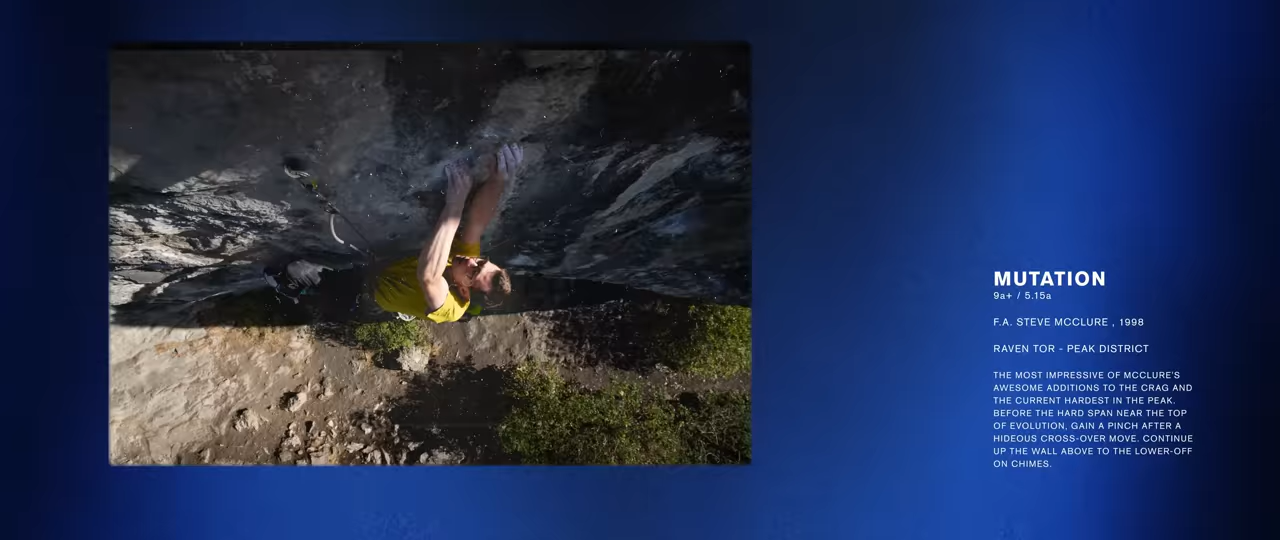 MUTATION
9a+ / 5.15a
F.A. STEVE MCCLURE , 1998
RAVEN TOR - PEAK DISTRICT
THE MOST IMPRESSIVE OF MCCLURE'S
AWESOME ADDITIONS TO THE CRAG AND
THE CURRENT HARDEST IN THE PEAK.
BEFORE THE HARD SPAN NEAR THE TOP
OF EVOLUTION, GAIN A PINCH AFTER A
HIDEOUS CROSS-OVER MOVE. CONTINUE
UP THE WALL ABOVE TO THE LOWER-OFF
ON CHIMES.